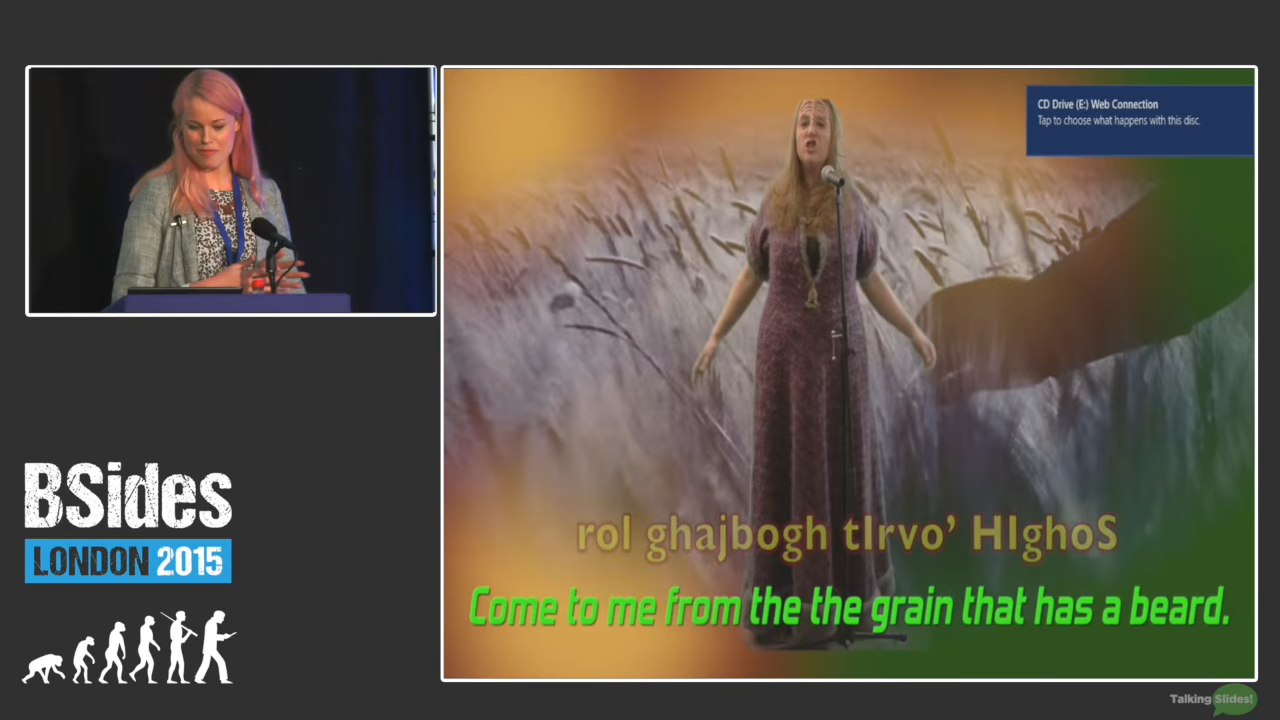 CD Drive (E:) Web Connection
Tap to choose what happens with this disc.
rol ghajbogh tIrvo' HIghoS
Come to me from the the grain that has a beard.
BSides
LONDON 2015
Talking Slides!